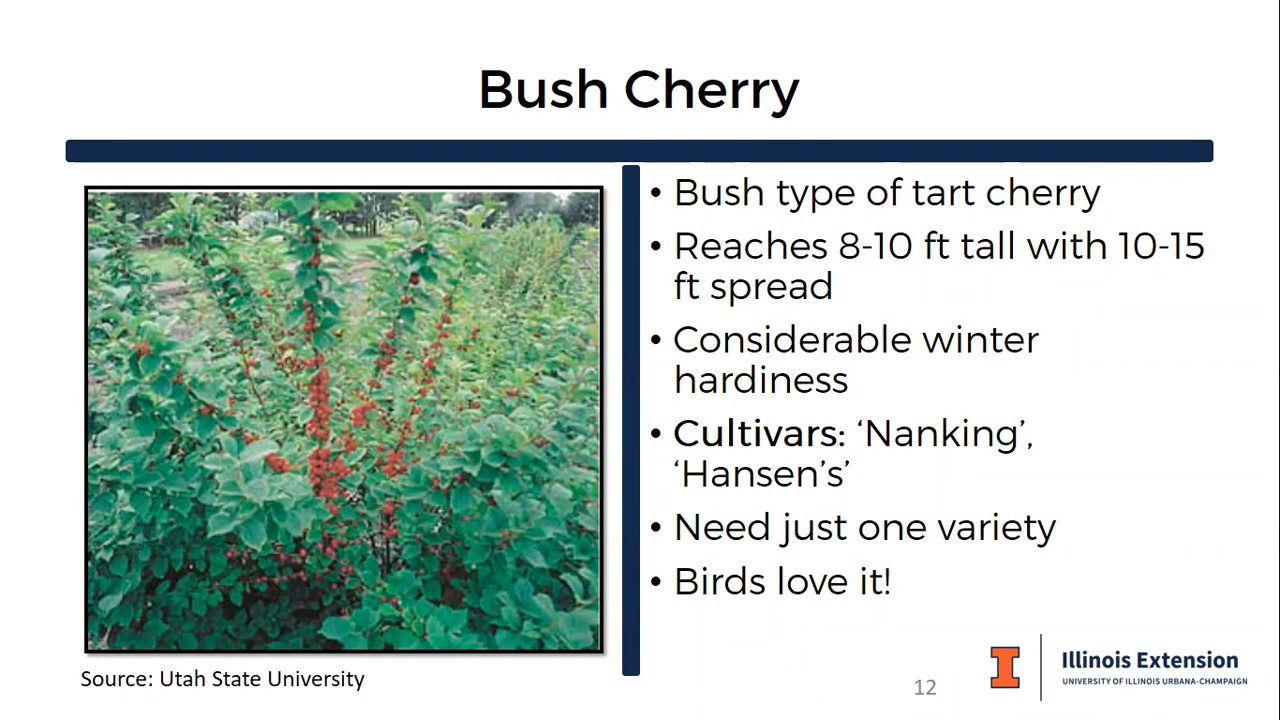 Bush Cherry
• Bush type of tart cherry
• Reaches 8-10 ft tall with 10-15
ft spread
• Considerable winter
hardiness
• Cultivars: ‘Nanking’,
‘Hansen’s’
• Need just one variety
• Birds love it!
Source: Utah State University
12
I
Illinois Extension
UNIVERSITY OF ILLINOIS URBANA-CHAMPAIGN